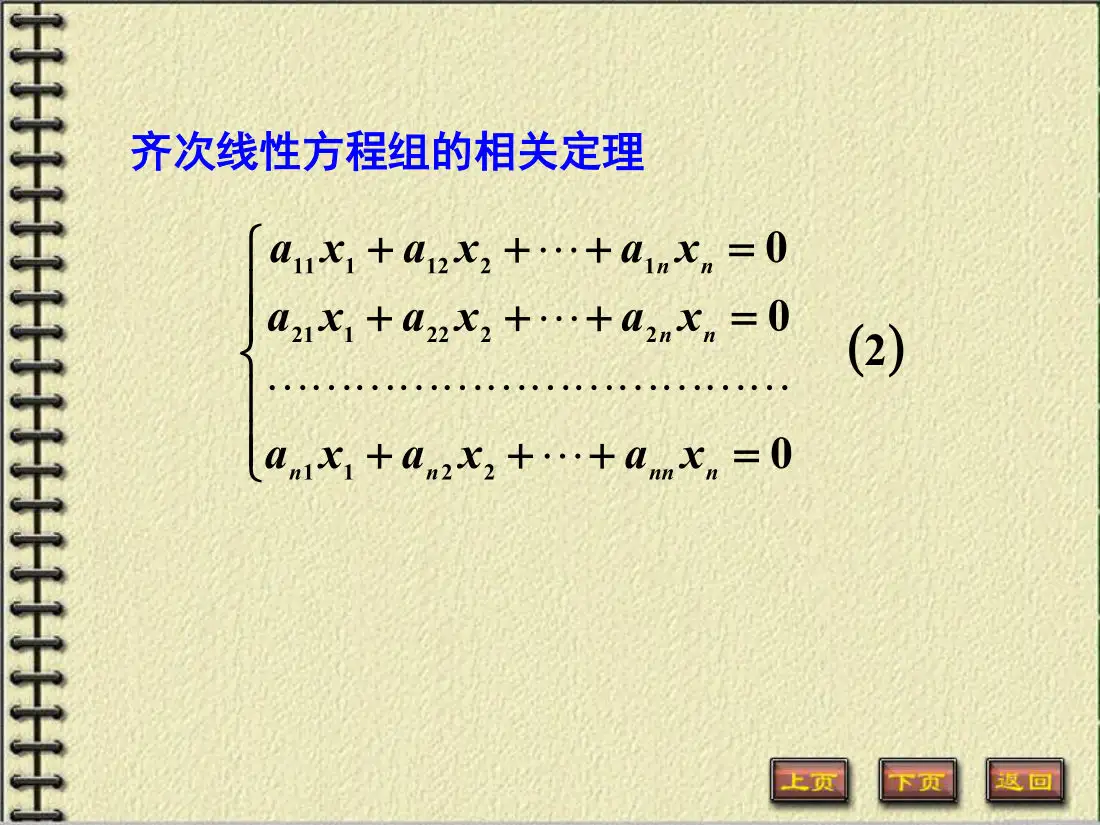 齐次线性方程组的相关定理
a₁₁x₁ + a₁₂x₂ + ⋯ + a₁ₙxₙ = 0
a₂₁x₁ + a₂₂x₂ + ⋯ + a₂ₙxₙ = 0
(2)
⋯⋯⋯⋯⋯⋯⋯⋯⋯⋯⋯⋯
aₙ₁x₁ + aₙ₂x₂ + ⋯ + aₙₙxₙ = 0
上页 下页 返回